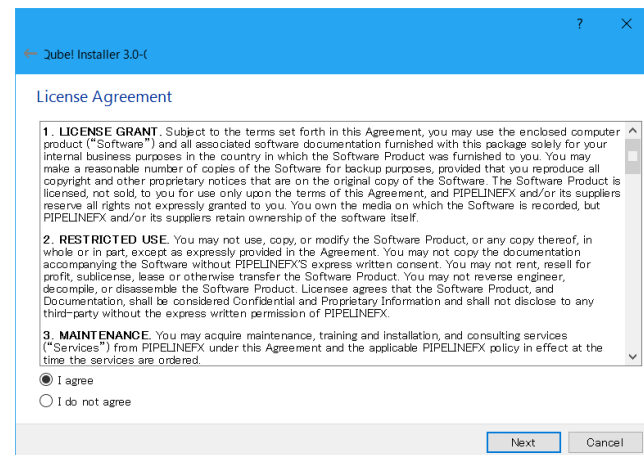 ?
Qube! Installer 3.0-
License Agreement
1. LICENSE GRANT. Subject to the terms set forth in this Agreement, you may use the enclosed computer
product (“Software”) and all associated software documentation furnished with this package solely for your
internal business purposes in the country in which the Software Product was furnished to you. You may
make a reasonable number of copies of the Software for backup purposes, provided that you reproduce all
copyright and other proprietary notices that are on the original copy of the Software. The Software Product is
licensed, not sold, to you for use only upon the terms of this Agreement, and PIPELINEFX and/or its suppliers
reserve all rights not expressly granted to you. You own the media on which the Software is recorded, but
PIPELINEFX and/or its suppliers retain ownership of the software itself.
2. RESTRICTED USE. You may not use, copy, or modify the Software Product, or any copy thereof, in
whole or in part, except as expressly provided in the Agreement. You may not copy the documentation
accompanying the Software without PIPELINEFX'S express written consent. You may not rent, resell for
profit, sublicense, lease or otherwise transfer the Software Product. You may not reverse engineer,
decompile, or disassemble the Software Product. Licensee agrees that the Software Product, and
Documentation, shall be considered Confidential and Proprietary Information and shall not disclose to any
third-party without the express written permission of PIPELINEFX.
3. MAINTENANCE. You may acquire maintenance, training and installation, and consulting services
(“Services”) from PIPELINEFX under this Agreement and the applicable PIPELINEFX policy in effect at the
time the services are ordered.
I agree
I do not agree
Next Cancel